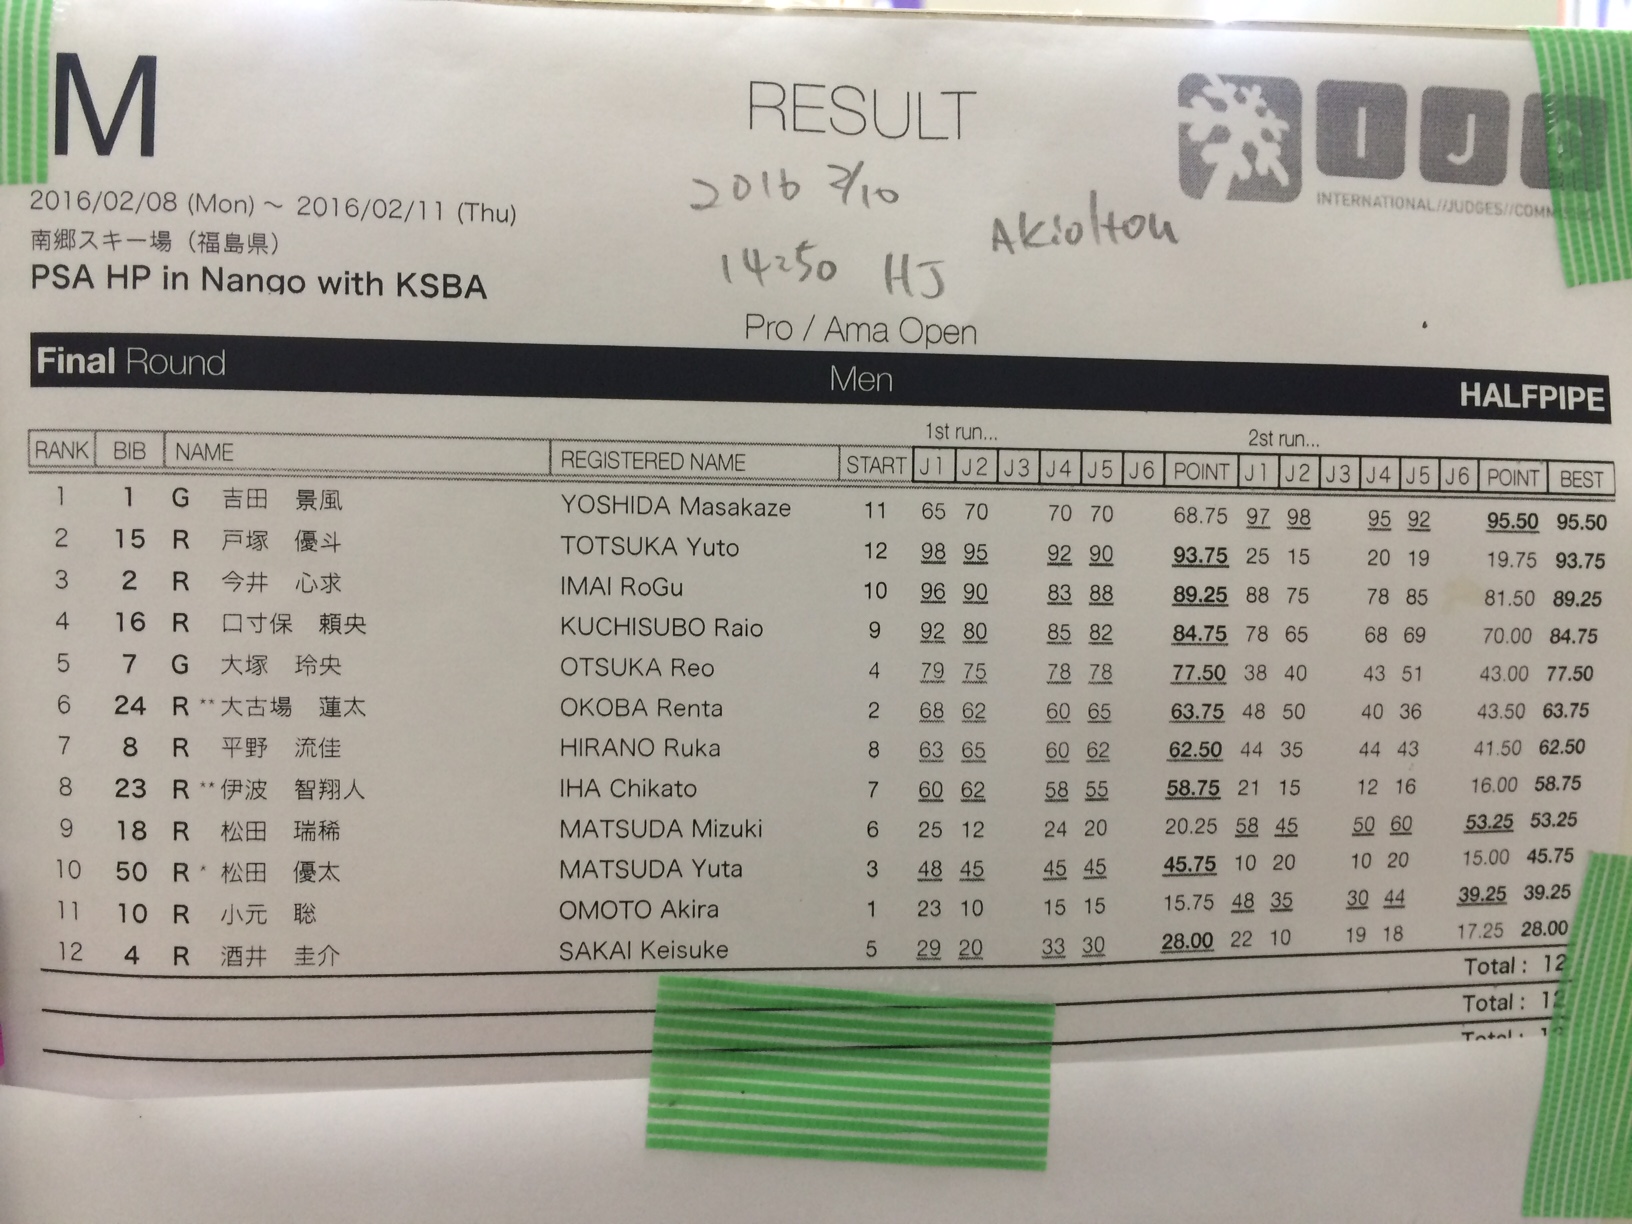 M
RESULT
I J C
INTERNATIONAL//JUDGES//COMM
2016 2/10
AkioItou
14:50 HJ
2016/02/08 (Mon) ~ 2016/02/11 (Thu)
南郷スキー場（福島県）
PSA HP in Nango with KSBA
Pro / Ama Open
Final Round Men HALFPIPE
1st run... 2st run...
RANK BIB NAME REGISTERED NAME START J1 J2 J3 J4 J5 J6 POINT J1 J2 J3 J4 J5 J6 POINT BEST
1 1 G 吉田 景風 YOSHIDA Masakaze 11 65 70 70 70 68.75 97 98 95 92 95.50 95.50
2 15 R 戸塚 優斗 TOTSUKA Yuto 12 98 95 92 90 93.75 25 15 20 19 19.75 93.75
3 2 R 今井 心求 IMAI RoGu 10 96 90 83 88 89.25 88 75 78 85 81.50 89.25
4 16 R 口寸保 頼央 KUCHISUBO Raio 9 92 80 85 82 84.75 78 65 68 69 70.00 84.75
5 7 G 大塚 玲央 OTSUKA Reo 4 79 75 78 78 77.50 38 40 43 51 43.00 77.50
6 24 R **大古場 蓮太 OKOBA Renta 2 68 62 60 65 63.75 48 50 40 36 43.50 63.75
7 8 R 平野 流佳 HIRANO Ruka 8 63 65 60 62 62.50 44 35 44 43 41.50 62.50
8 23 R **伊波 智翔人 IHA Chikato 7 60 62 58 55 58.75 21 15 12 16 16.00 58.75
9 18 R 松田 瑞稀 MATSUDA Mizuki 6 25 12 24 20 20.25 58 45 50 60 53.25 53.25
10 50 R * 松田 優太 MATSUDA Yuta 3 48 45 45 45 45.75 10 20 10 20 15.00 45.75
11 10 R 小元 聡 OMOTO Akira 1 23 10 15 15 15.75 48 35 30 44 39.25 39.25
12 4 R 酒井 圭介 SAKAI Keisuke 5 29 20 33 30 28.00 22 10 19 18 17.25 28.00
Total : 12
Total : 12